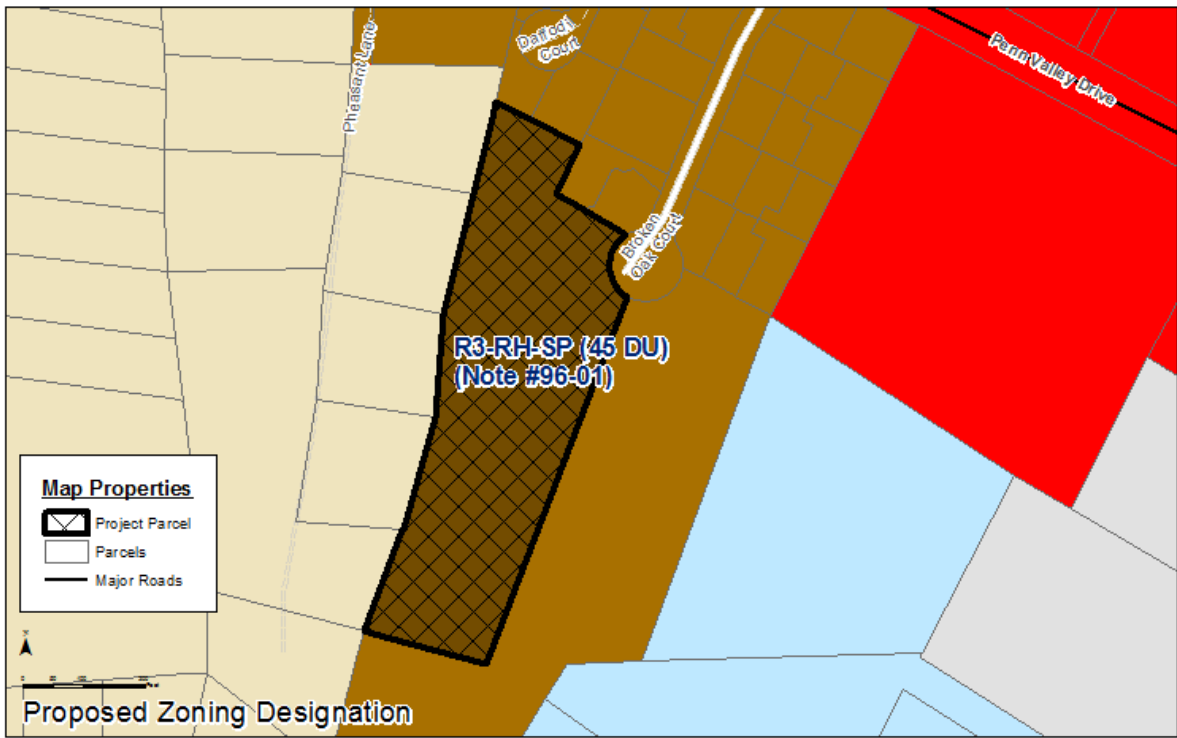 Daffodil
Court
Pheasant Lane
Penn Valley Drive
Broken
Oak Court
R3-RH-SP (45 DU)
(Note #96-01)
Map Properties
Project Parcel
Parcels
Major Roads
Proposed Zoning Designation